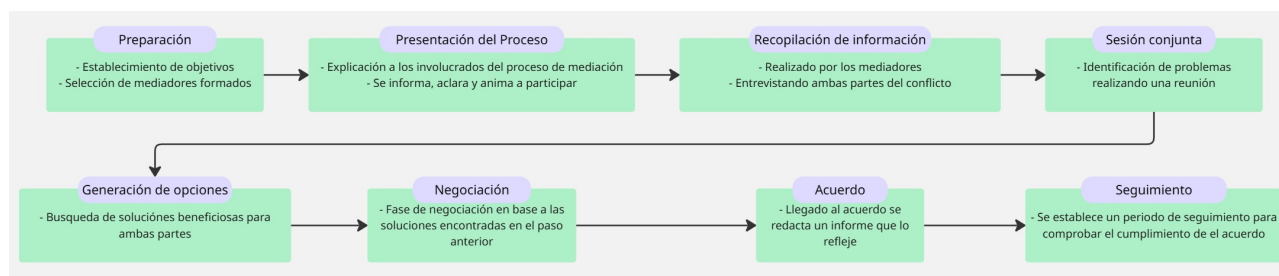 Preparación
- Establecimiento de objetivos
- Selección de mediadores formados
Presentación del Proceso
- Explicación a los involucrados del proceso de mediación
- Se informa, aclara y anima a participar
Recopilación de información
- Realizado por los mediadores
- Entrevistando ambas partes del conflicto
Sesión conjunta
- Identificación de problemas
realizando una reunión
Generación de opciones
- Busqueda de soluciónes beneficiosas para
ambas partes
Negociación
- Fase de negociación en base a las
soluciones encontradas en el paso
anterior
Acuerdo
- Llegado al acuerdo se
redacta un informe que lo
refleje
Seguimiento
- Se establece un periodo de seguimiento para
comprobar el cumplimiento de el acuerdo